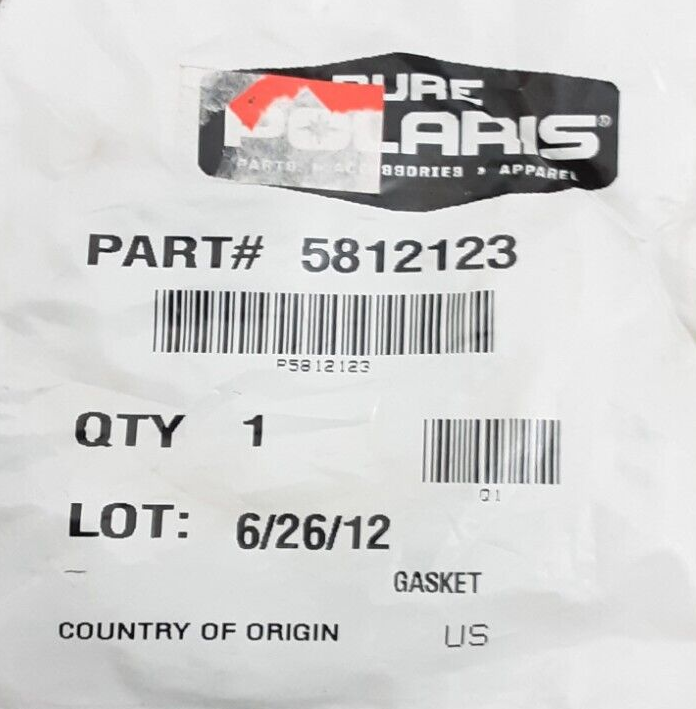 PURE
POLARIS®
PARTS » ACCESSORIES » APPAREL
PART# 5812123
P5812123
QTY 1
Q1
LOT: 6/26/12
GASKET
COUNTRY OF ORIGIN US